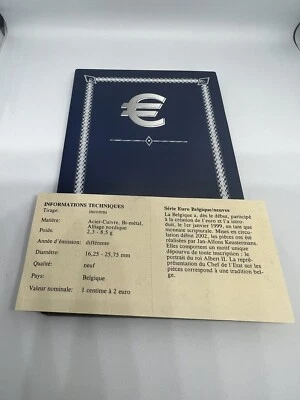 €
INFORMATIONS TECHNIQUES
Tirage: inconnu
Matière: Acier-Cuivre, Bi-métal,
Alliage nordique
Poids: 2,3 - 8,5 g
Année d'émission: différente
Diamètre: 16,25 - 25,75 mm
Qualité: neuf
Pays: Belgique
Valeur nominale: 1 centime à 2 euro
Série Euro Belgique/neuves
La Belgique a, dès le début, participé
à la création de l'euro et l'a intro-
duit, le 1er janvier 1999, en tant que
monnaie scripturale. Mises en circu-
lation début 2002, les pièces ont été
réalisées par Jan-Alfons Keustermans.
Elles comportent un motif unique
dépourvu de toute inscription : le
portrait du roi Albert II. La repré-
sentation du Chef de l'Etat sur les
pièces correspond à une tradition bel-
ge.